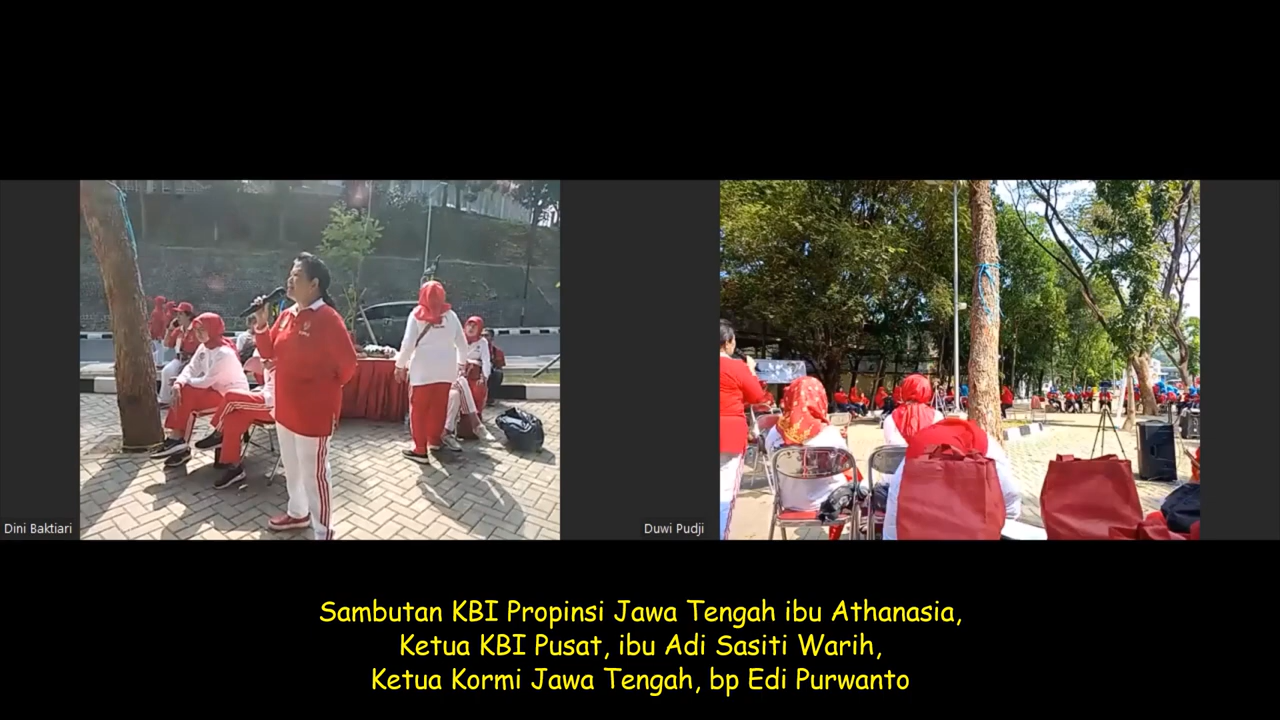 Dini Baktiari
Duwi Pudji
Sambutan KBI Propinsi Jawa Tengah ibu Athanasia,
Ketua KBI Pusat, ibu Adi Sasiti Warih,
Ketua Kormi Jawa Tengah, bp Edi Purwanto